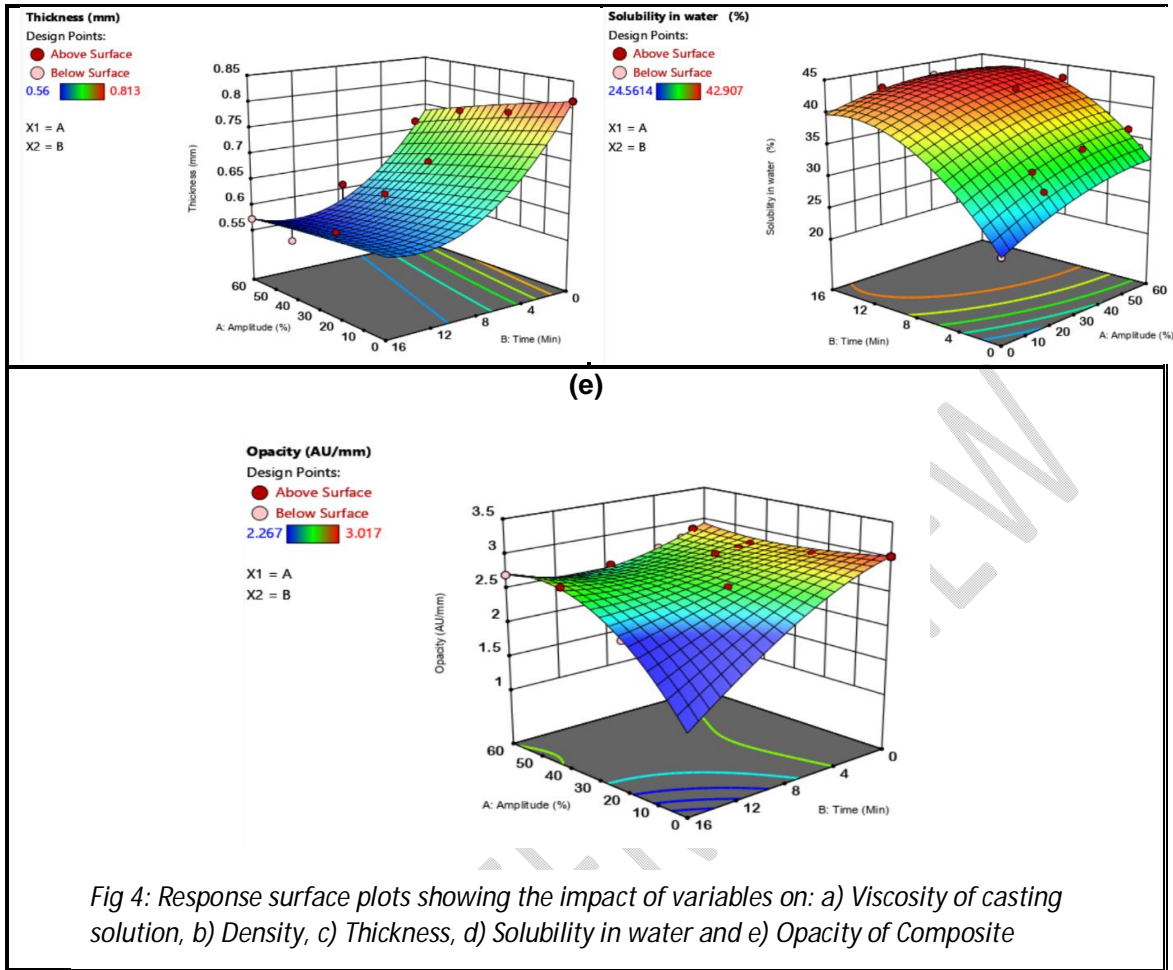 Thickness (mm)
Design Points:
Above Surface
Below Surface
0.56 0.813
X1 = A
X2 = B
0.85
0.8
0.75
0.7
0.65
0.6
0.55
Thickness (mm)
60
50
40
30
20
10
0
A: Amplitude (%)
16
12
8
4
0
B: Time (Min)
Solubility in water (%)
Design Points:
Above Surface
Below Surface
24.5614 42.907
X1 = A
X2 = B
45
40
35
30
25
20
Solubility in water (%)
16
12
8
4
0
B: Time (Min)
0
10
20
30
40
50
60
A: Amplitude (%)
(e)
Opacity (AU/mm)
Design Points:
Above Surface
Below Surface
2.267 3.017
X1 = A
X2 = B
3.5
3
2.5
2
1.5
1
Opacity (AU/mm)
60
50
40
30
20
10
0
A: Amplitude (%)
16
12
8
4
0
B: Time (Min)
Fig 4: Response surface plots showing the impact of variables on: a) Viscosity of casting
solution, b) Density, c) Thickness, d) Solubility in water and e) Opacity of Composite